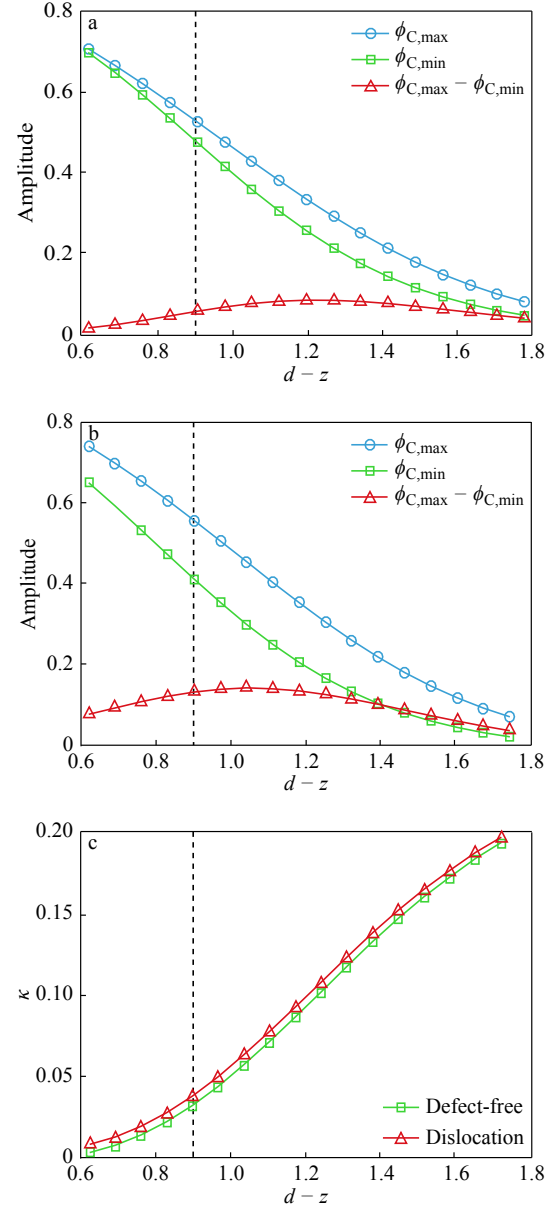 a
ϕC,max
ϕC,min
ϕC,max − ϕC,min
Amplitude
0.8
0.6
0.4
0.2
0
0.6 0.8 1.0 1.2 1.4 1.6 1.8
d − z
b
ϕC,max
ϕC,min
ϕC,max − ϕC,min
Amplitude
0.8
0.6
0.4
0.2
0
0.6 0.8 1.0 1.2 1.4 1.6 1.8
d − z
c
κ
0.20
0.15
0.10
0.05
0
Defect-free
Dislocation
0.6 0.8 1.0 1.2 1.4 1.6 1.8
d − z